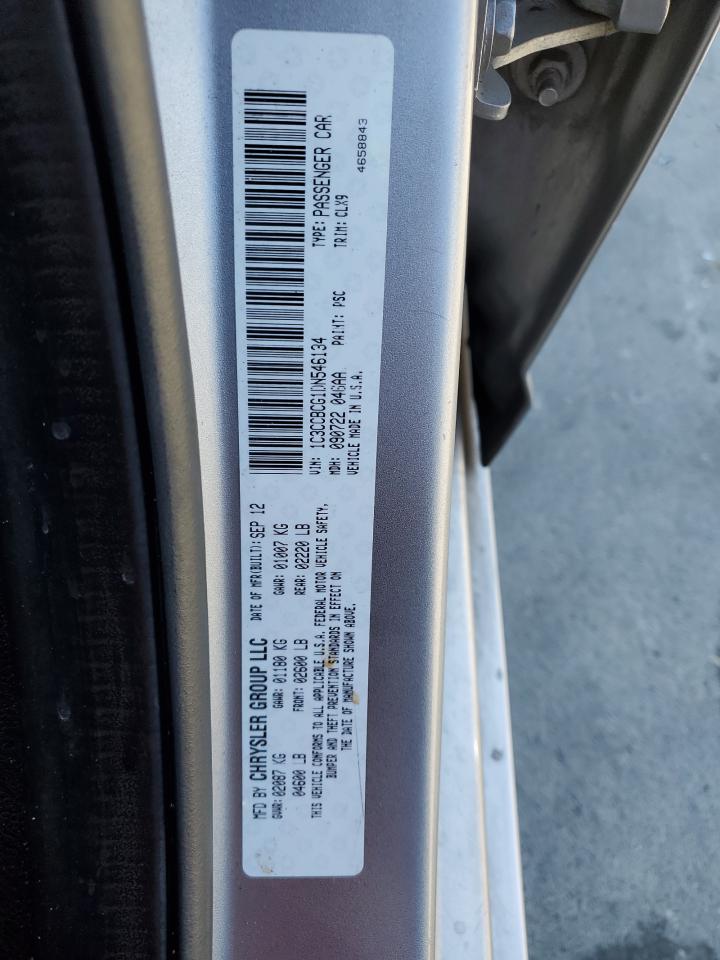 MFD BY CHRYSLER GROUP LLC DATE OF MFR(BUILT): SEP 12
GVWR: 02087 KG GAWR: 01180 KG GAWR: 01007 KG
04600 LB FRONT: 02600 LB REAR: 02220 LB
THIS VEHICLE CONFORMS TO ALL APPLICABLE U.S.A. FEDERAL MOTOR VEHICLE SAFETY,
BUMPER AND THEFT PREVENTION STANDARDS IN EFFECT ON
THE DATE OF MANUFACTURE SHOWN ABOVE.
VIN: 1C3CCBCG1DN546134 TYPE: PASSENGER CAR
MDH: 090722 046AA PAINT: PSC TRIM: CLX9
VEHICLE MADE IN U.S.A. 4658843